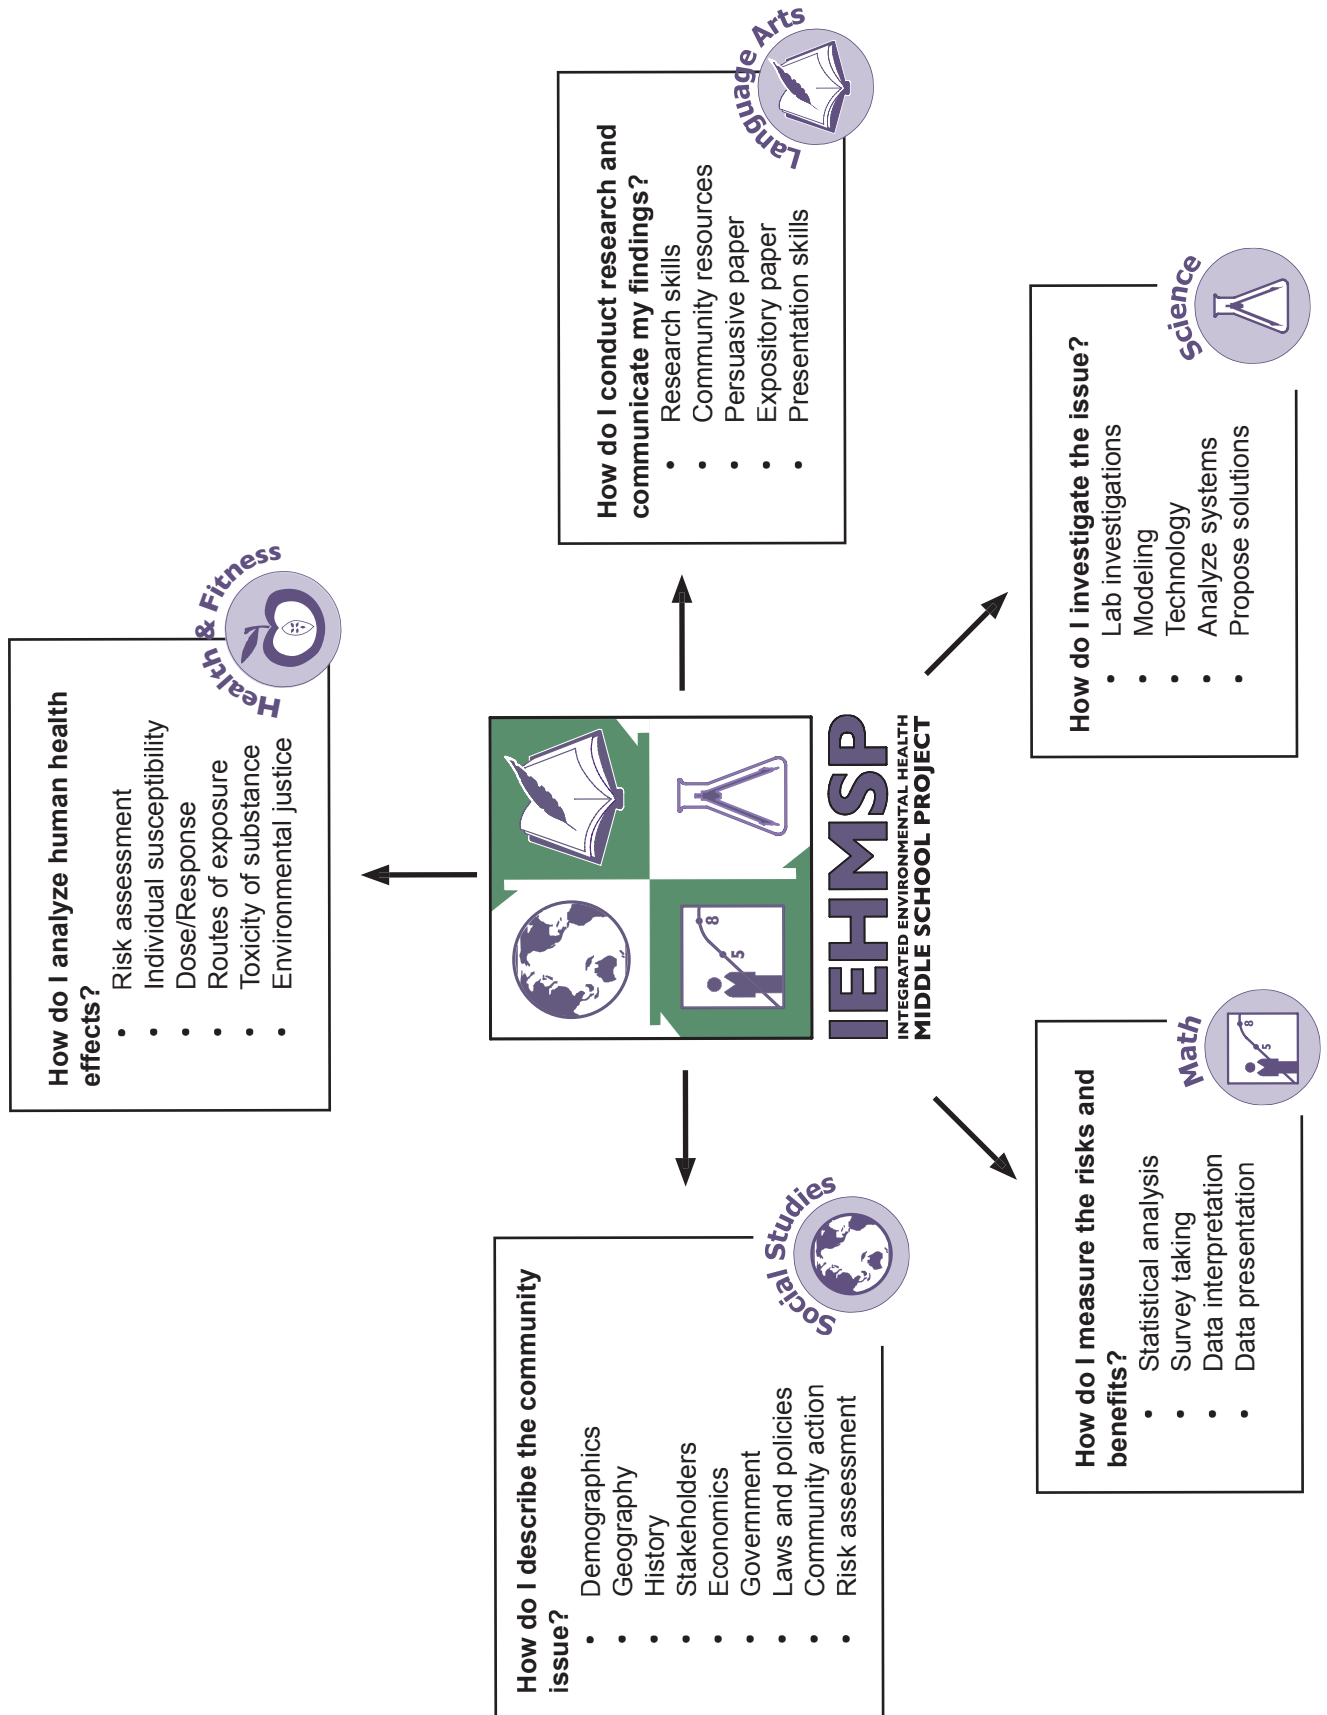 How do I analyze human health
effects?
• Risk assessment
• Individual susceptibility
• Dose/Response
• Routes of exposure
• Toxicity of substance
• Environmental justice
Health & Fitness
How do I describe the community
issue?
• Demographics
• Geography
• History
• Stakeholders
• Economics
• Government
• Laws and policies
• Community action
• Risk assessment
Social Studies
5 8
IEHMSP
INTEGRATED ENVIRONMENTAL HEALTH
MIDDLE SCHOOL PROJECT
How do I conduct research and
communicate my findings?
• Research skills
• Community resources
• Persuasive paper
• Expository paper
• Presentation skills
Language Arts
How do I measure the risks and
benefits?
• Statistical analysis
• Survey taking
• Data interpretation
• Data presentation
Math
5 8
How do I investigate the issue?
• Lab investigations
• Modeling
• Technology
• Analyze systems
• Propose solutions
Science